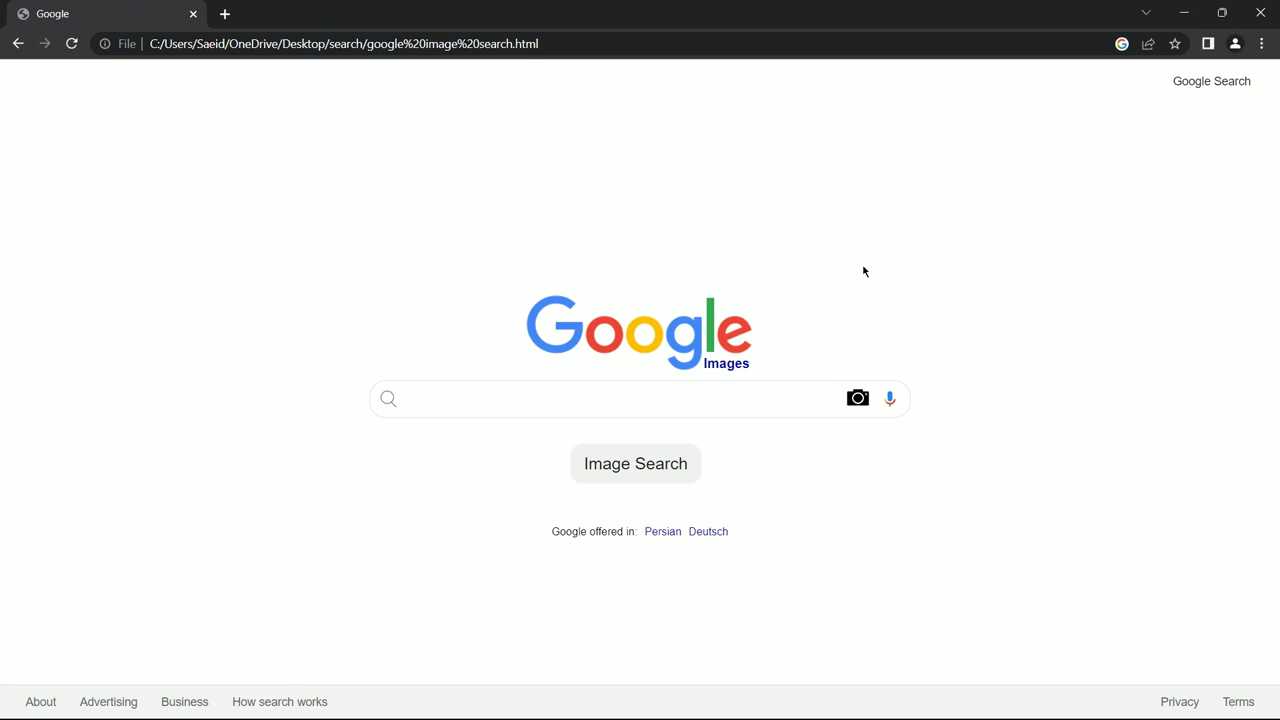 Google
File C:/Users/Saeid/OneDrive/Desktop/search/google%20image%20search.html
Google Search
Google
Images
Image Search
Google offered in: Persian Deutsch
About Advertising Business How search works Privacy Terms